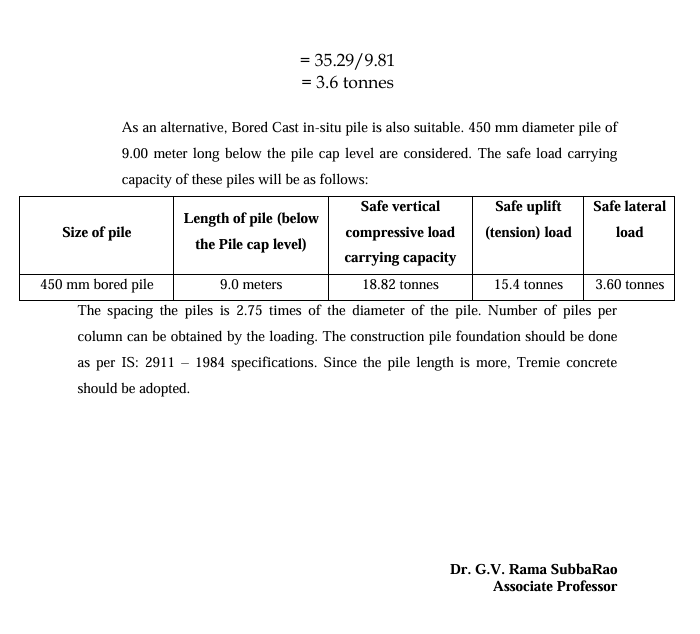 = 35.29/9.81
= 3.6 tonnes
As an alternative, Bored Cast in-situ pile is also suitable. 450 mm diameter pile of
9.00 meter long below the pile cap level are considered. The safe load carrying
capacity of these piles will be as follows:
Size of pile
Length of pile (below
the Pile cap level)
Safe vertical
compressive load
carrying capacity
Safe uplift
(tension) load
Safe lateral
load
450 mm bored pile
9.0 meters
18.82 tonnes
15.4 tonnes
3.60 tonnes
The spacing the piles is 2.75 times of the diameter of the pile. Number of piles per
column can be obtained by the loading. The construction pile foundation should be done
as per IS: 2911 – 1984 specifications. Since the pile length is more, Tremie concrete
should be adopted.
Dr. G.V. Rama SubbaRao
Associate Professor